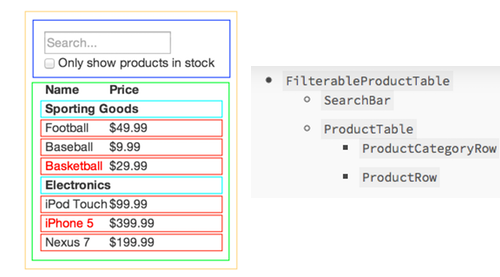 Search...
Only show products in stock
Name Price
Sporting Goods
Football $49.99
Baseball $9.99
Basketball $29.99
Electronics
iPod Touch $99.99
iPhone 5 $399.99
Nexus 7 $199.99
FilterableProductTable
SearchBar
ProductTable
ProductCategoryRow
ProductRow